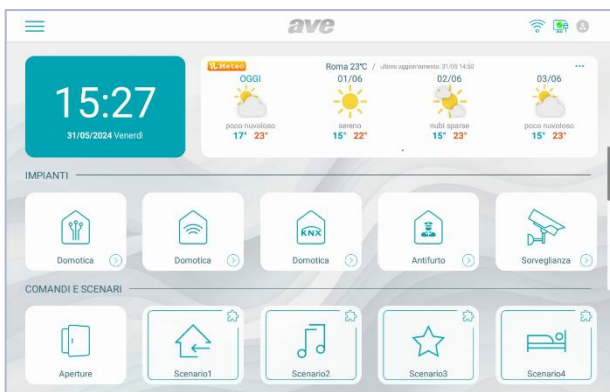 ave
iL Meteo
Roma 23°C / ultimo aggiornamento: 31/05 14:50
OGGI 01/06 02/06 03/06
15:27
31/05/2024 Venerdì
poco nuvoloso sereno nubi sparse poco nuvoloso
17° 23° 15° 22° 15° 23° 15° 23°
IMPIANTI
KNX
Domotica Domotica Domotica Antifurto Sorveglianza
COMANDI E SCENARI
Aperture Scenario1 Scenario2 Scenario3 Scenario4